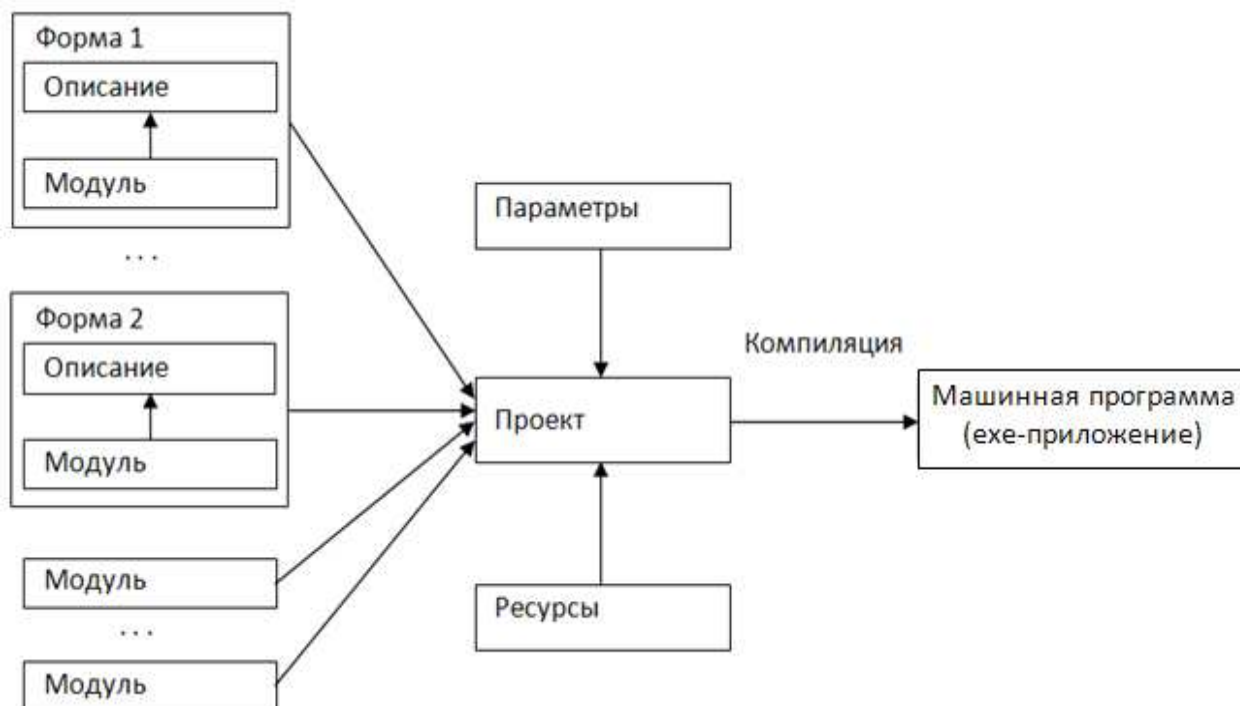 Форма 1
Описание
Модуль
...
Форма 2
Описание
Модуль
Модуль
...
Модуль
Параметры
Проект
Ресурсы
Компиляция
Машинная программа
(exe-приложение)